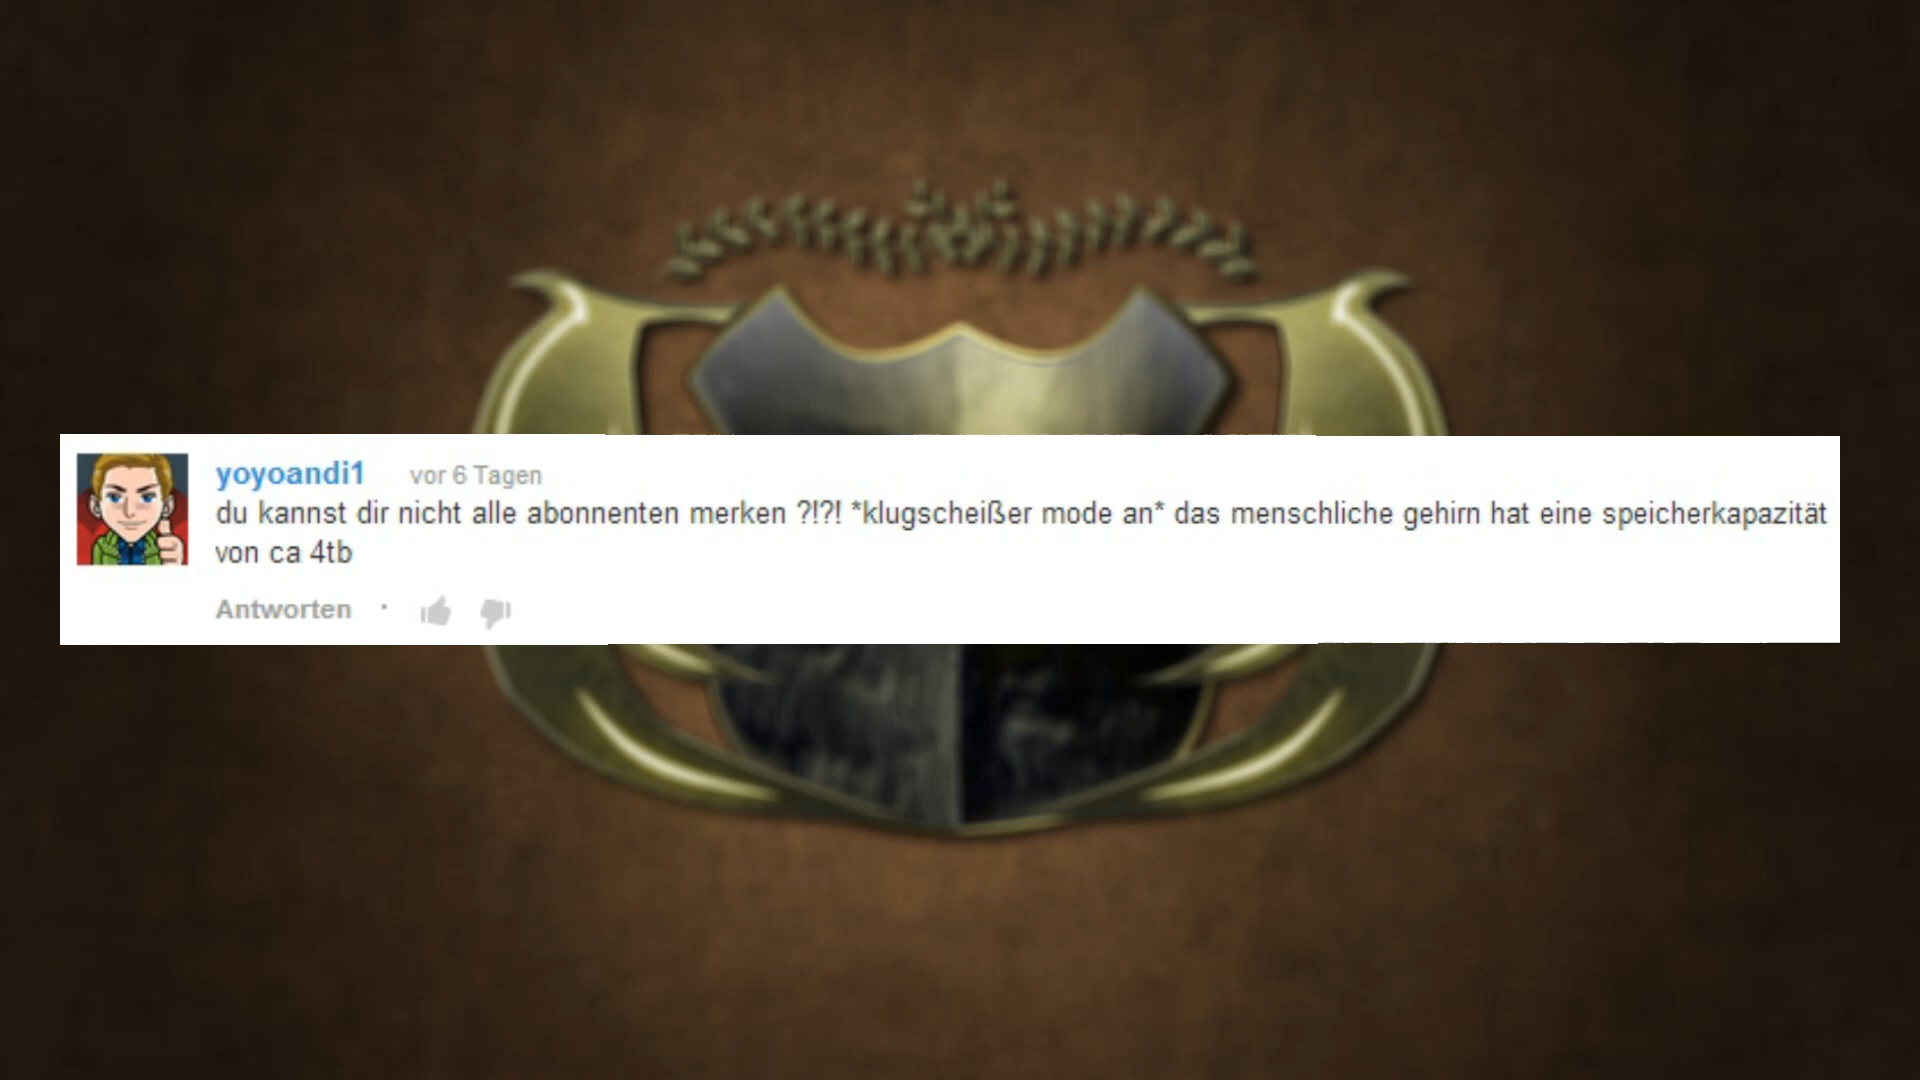 yoyoandi1 vor 6 Tagen
du kannst dir nicht alle abonnenten merken ?!?! *klugscheißer mode an* das menschliche gehirn hat eine speicherkapazität
von ca 4tb
Antworten ·